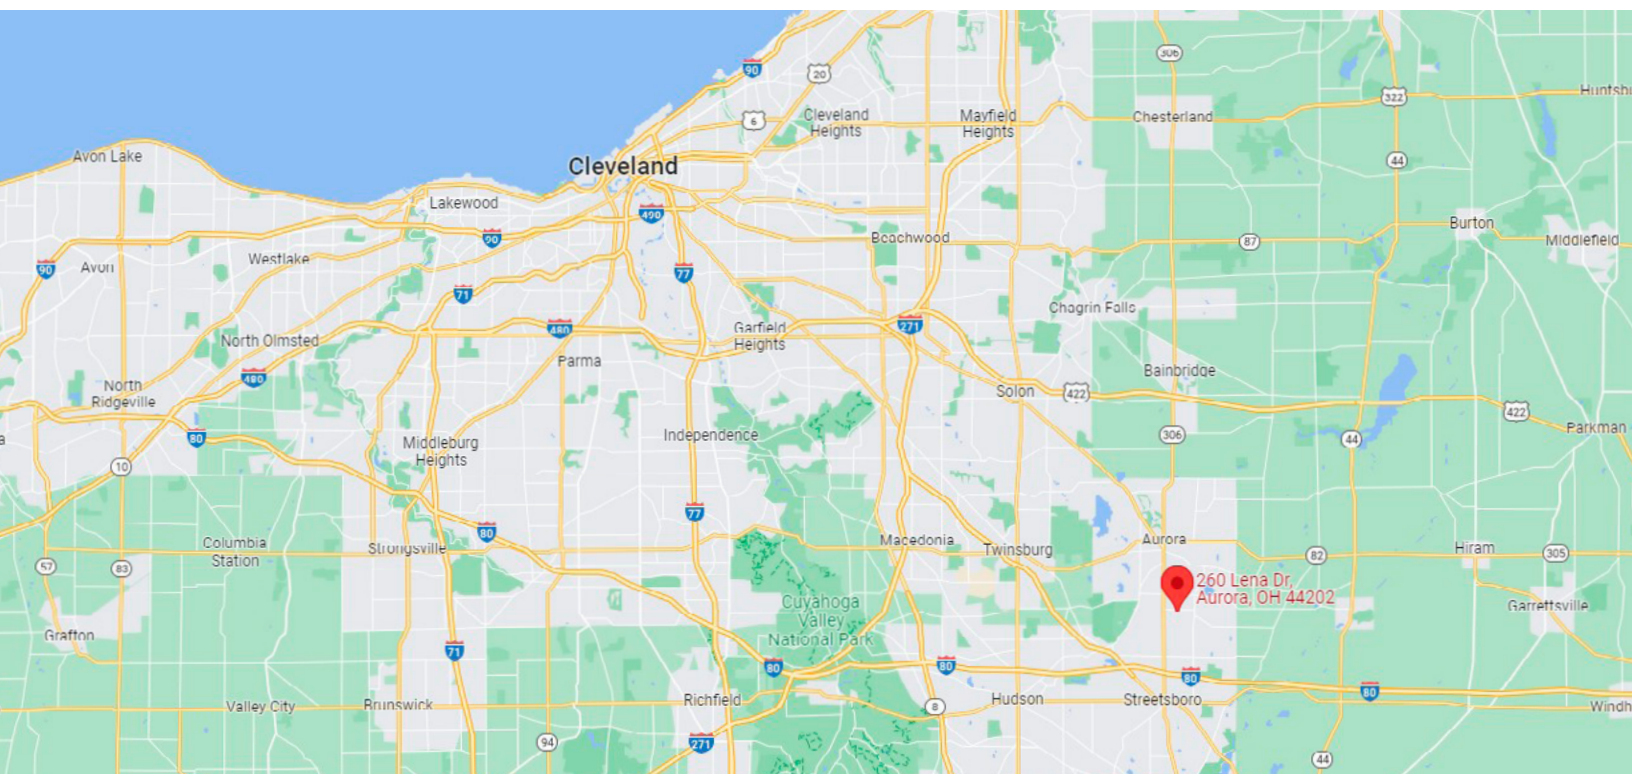 306
90
20
322
Huntsb
6
Cleveland
Heights
Mayfield
Heights
Chesterland
Avon Lake
44
Cleveland
Lakewood
490
90
Beachwood
87
Burton
Middlefield
90
Avon
Westlake
77
71
Chagrin Falls
480
Garfield
Heights
271
North Olmsted
Parma
Bainbridge
480
North
Ridgeville
Solon
422
422
80
Middleburg
Heights
Independence
306
44
Parkman
10
77
80
Columbia
Station
Strongsville
Macedonia
Twinsburg
Aurora
82
Hiram
305
57
83
260 Lena Dr,
Aurora, OH 44202
Cuyahoga
Valley
National Park
Garrettsville
Grafton
71
80
80
80
80
Valley City
Brunswick
Richfield
8
Hudson
Streetsboro
Windh
94
271
44